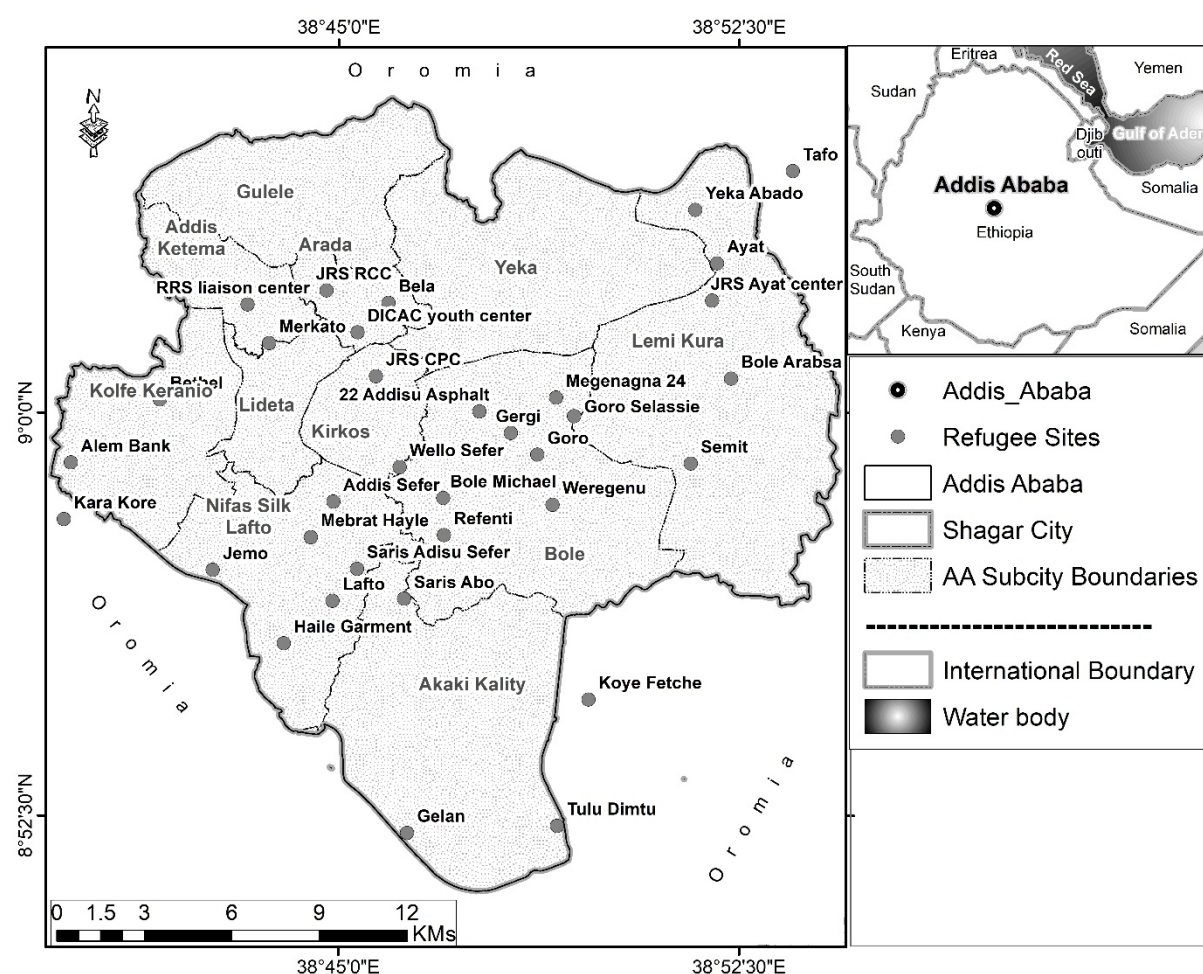 38°45'0"E
38°52'30"E
O r o m i a
N
Gulele
Addis
Ketema
Arada
Yeka
Tafo
Yeka Abado
Ayat
JRS RCC
RRS liaison center
Bela
JRS Ayat center
DICAC youth center
Merkato
Lemi Kura
JRS CPC
Bole Arabsa
Kolfe Keranio
Bethel
Megenagna 24
22 Addisu Asphalt
Lideta
Goro Selassie
Gergi
Kirkos
Goro
Alem Bank
Wello Sefer
Semit
Addis Sefer
Bole Michael
Weregenu
Kara Kore
Nifas Silk
Lafto
Mebrat Hayle
Refenti
Jemo
Saris Adisu Sefer
Bole
Lafto
Saris Abo
Haile Garment
Akaki Kality
Koye Fetche
O r o m i a
Gelan
Tulu Dimtu
O r o m i a
9°0'0"N
8°52'30"N
0 1.5 3 6 9 12
KMs
38°45'0"E
38°52'30"E
Eritrea
Red Sea
Yemen
Sudan
Djib
outi
Gulf of Aden
Addis Ababa
Somalia
Ethiopia
South
Sudan
Kenya
Somalia
Addis_Ababa
Refugee Sites
Addis Ababa
Shagar City
AA Subcity Boundaries
International Boundary
Water body